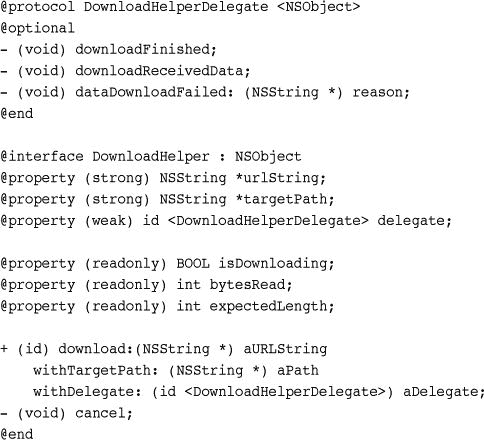 @protocol DownloadHelperDelegate <NSObject>
@optional
- (void) downloadFinished;
- (void) downloadReceivedData;
- (void) dataDownloadFailed: (NSString *) reason;
@end

@interface DownloadHelper : NSObject
@property (strong) NSString *urlString;
@property (strong) NSString *targetPath;
@property (weak) id <DownloadHelperDelegate> delegate;

@property (readonly) BOOL isDownloading;
@property (readonly) int bytesRead;
@property (readonly) int expectedLength;

+ (id) download:(NSString *) aURLString
    withTargetPath: (NSString *) aPath
    withDelegate: (id <DownloadHelperDelegate>) aDelegate;
- (void) cancel;
@end